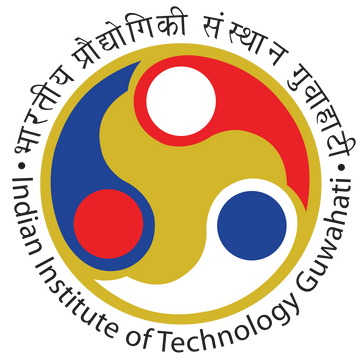 भारतीय प्रौद्योगिकी संस्थान गुवाहाटी
Indian Institute of Technology Guwahati